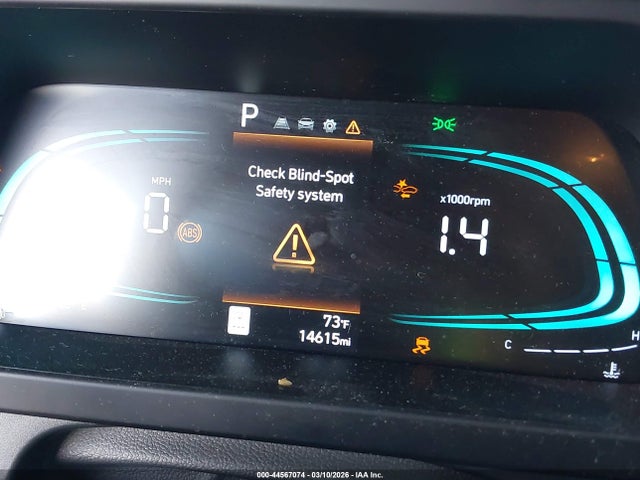 P
Check Blind-Spot
Safety system
MPH
0
ABS
x1000rpm
1.4
73°F
14615mi
C
H
000-44567074 - 03/10/2026 - © IAA Inc.